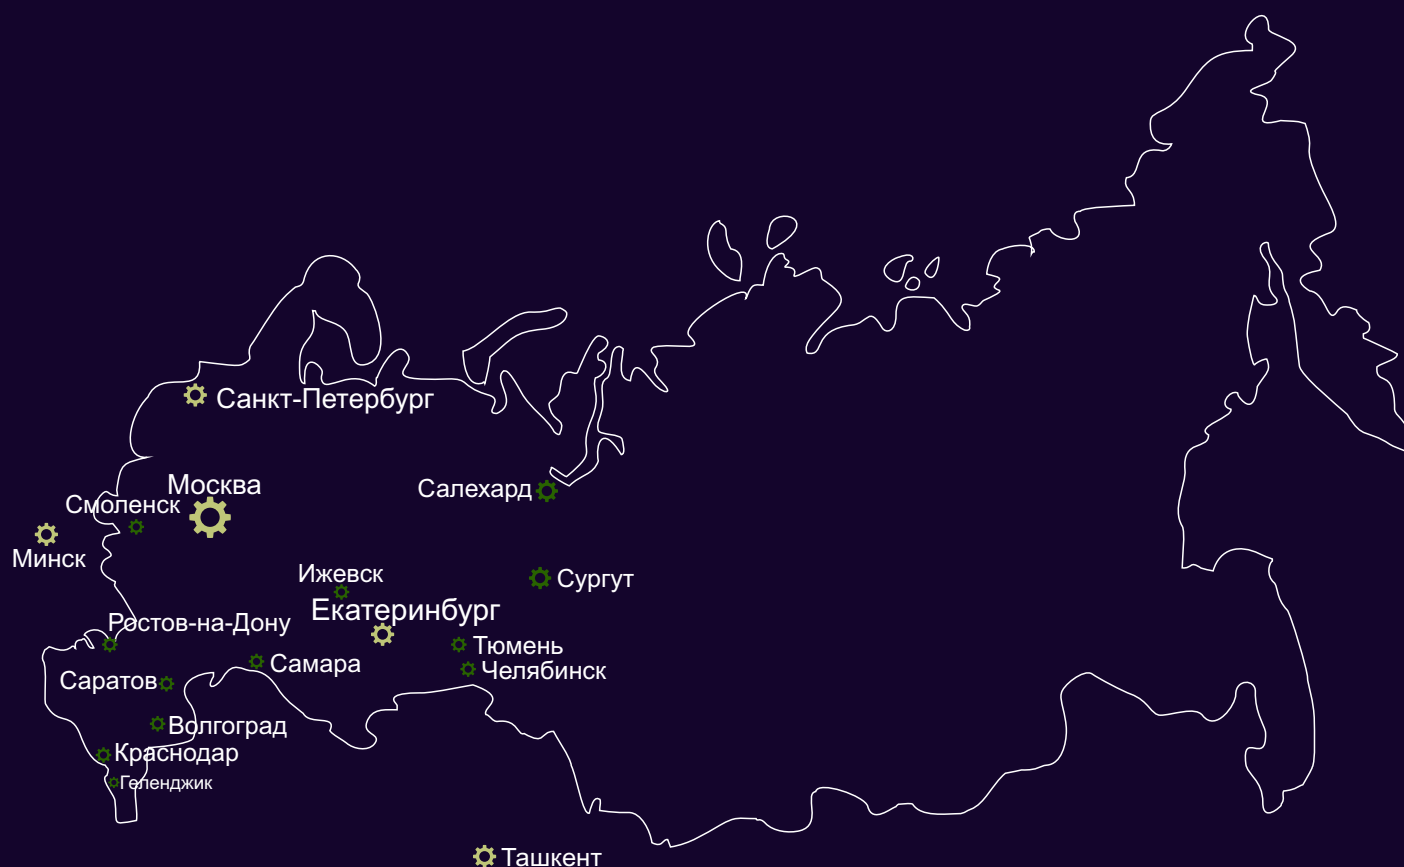 Санкт-Петербург
Москва
Салехард
Смоленск
Минск
Ижевск
Сургут
Екатеринбург
Ростов-на-Дону
Тюмень
Самара
Челябинск
Саратов
Волгоград
Краснодар
Геленджик
Ташкент